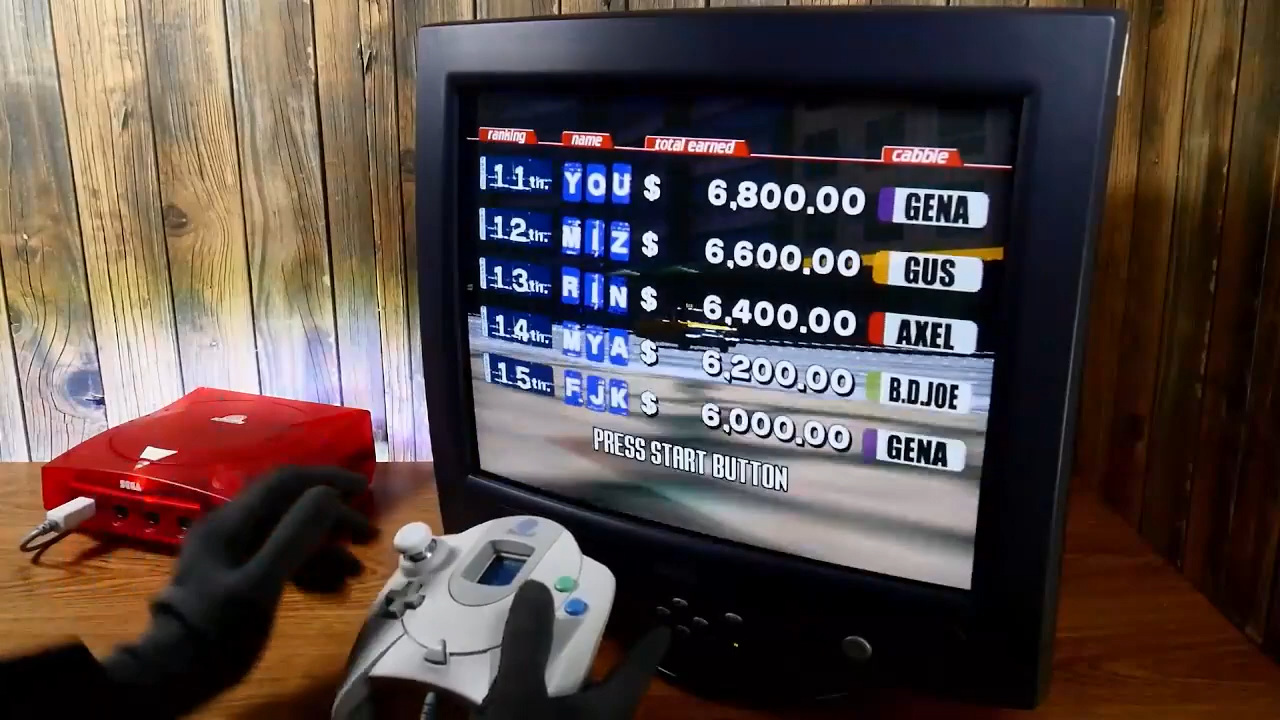 ranking name total earned cabbie
11th. YOU $ 6,800.00 GENA
12th. MIZ $ 6,600.00 GUS
13th. RIN $ 6,400.00 AXEL
14th. MYA $ 6,200.00 B.D.JOE
15th. FJK $ 6,000.00 GENA
PRESS START BUTTON
SEGA